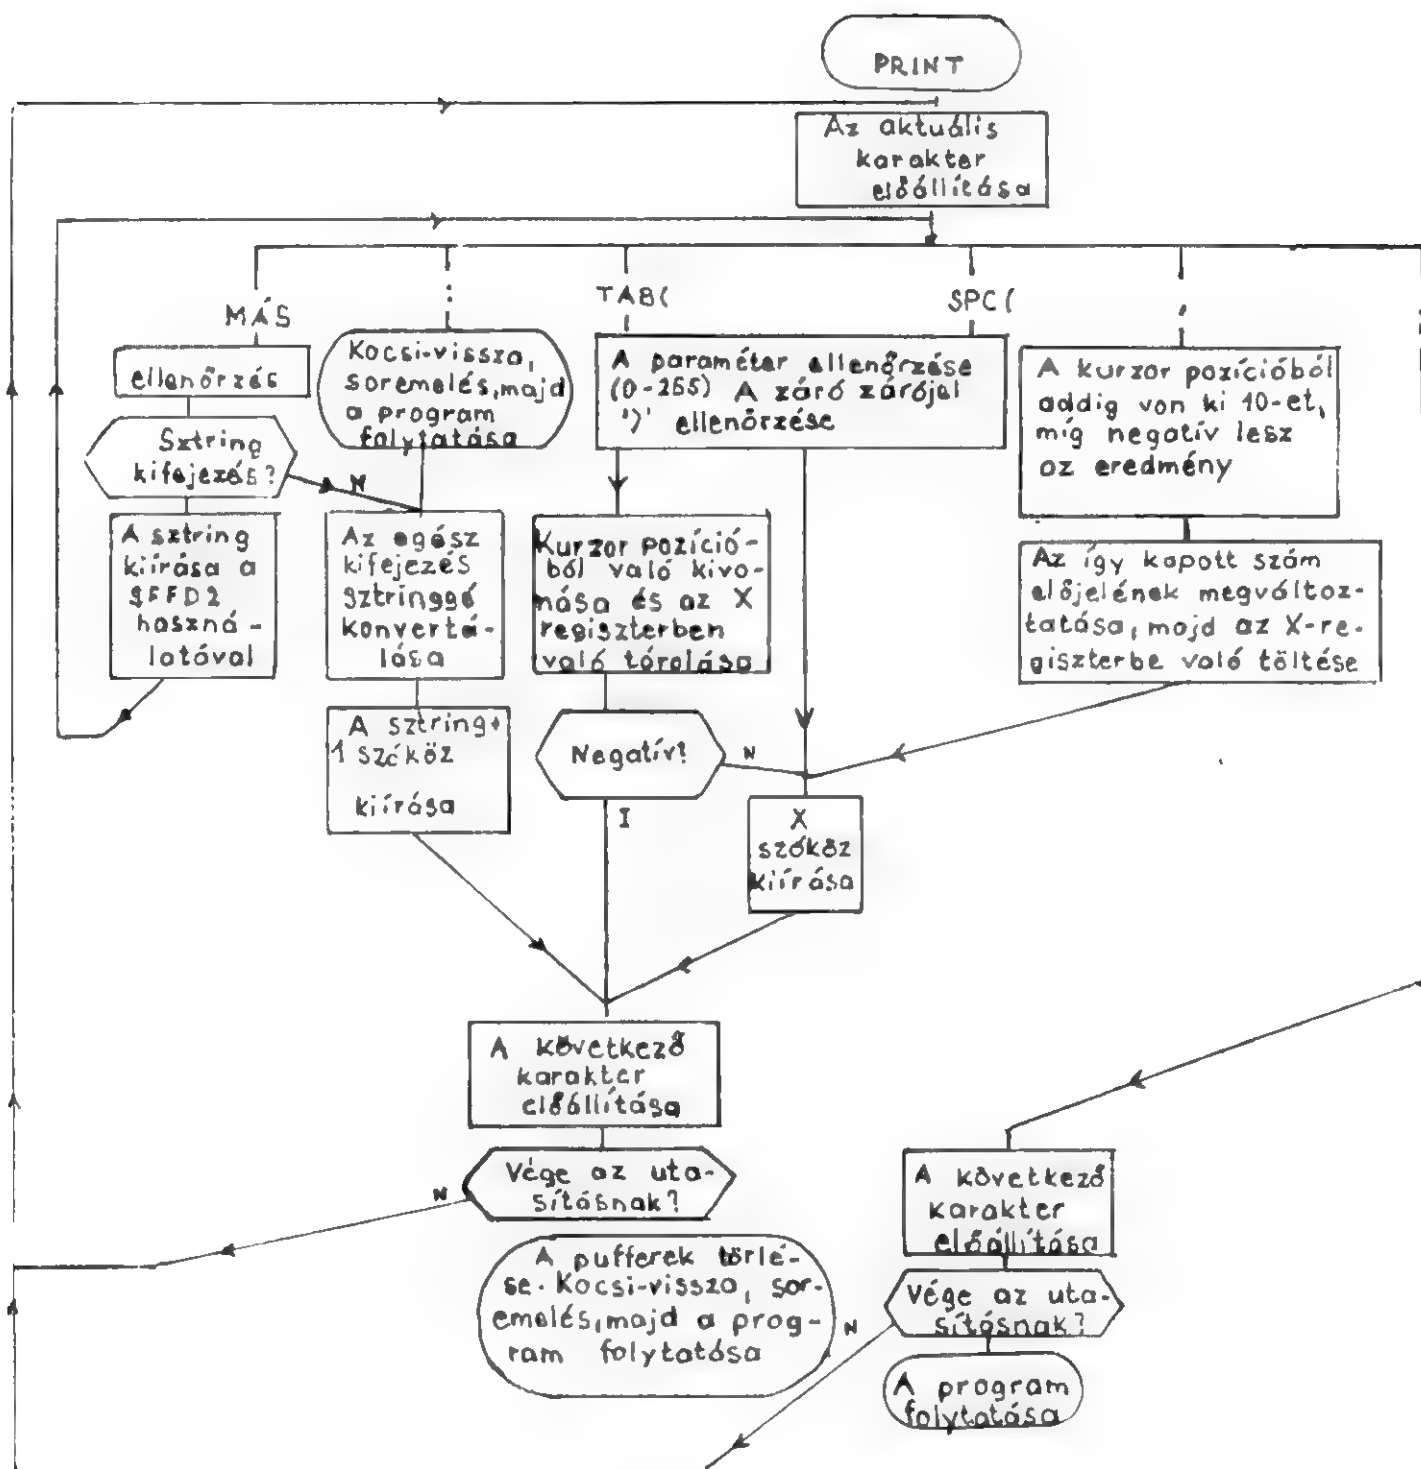 PRINT
Az aktuális
karakter
előállítása
MÁS
TAB(
SPC(
ellenőrzés
Kocsi-vissza,
soremelés, majd
a program
folytatása
A paraméter ellenőrzése
(0-255) A záró zárójel
')' ellenőrzése
A kurzor pozícióból
addig von ki 10-et,
míg negatív lesz
az eredmény
Sztring
kifejezés?
N
A sztring
kiírása a
$FFD2
haszná-
latával
Az egész
kifejezés
sztringgé
konvertá-
lása
Kurzor pozíció-
ból való kivo-
nása és az X
regiszterben
való tárolása
Az így kapott szám
előjelének megváltoz-
tatása, majd az X-re-
giszterbe való töltése
A sztring+
1 szóköz
kiírása
Negatív?
N
I
X
szóköz
kiírása
A következő
karakter
előállítása
Vége az uta-
sításnak?
N
A pufferek törlé-
se. Kocsi-vissza, sor-
emelés, majd a prog-
ram folytatása
A következő
karakter
előállítása
Vége az uta-
sításnak?
N
A program
folytatása